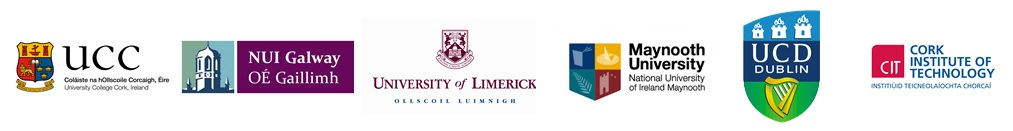 UCC
Coláiste na hOllscoile Corcaigh, Éire
University College Cork, Ireland
NUI Galway
OÉ Gaillimh
UNIVERSITY of LIMERICK
OLLSCOIL LUIMNIGH
Maynooth
University
National University
of Ireland Maynooth
UCD
DUBLIN
CIT
CORK
INSTITUTE OF
TECHNOLOGY
INSTITIÚID TEICNEOLAÍOCHTA CHORCAÍ